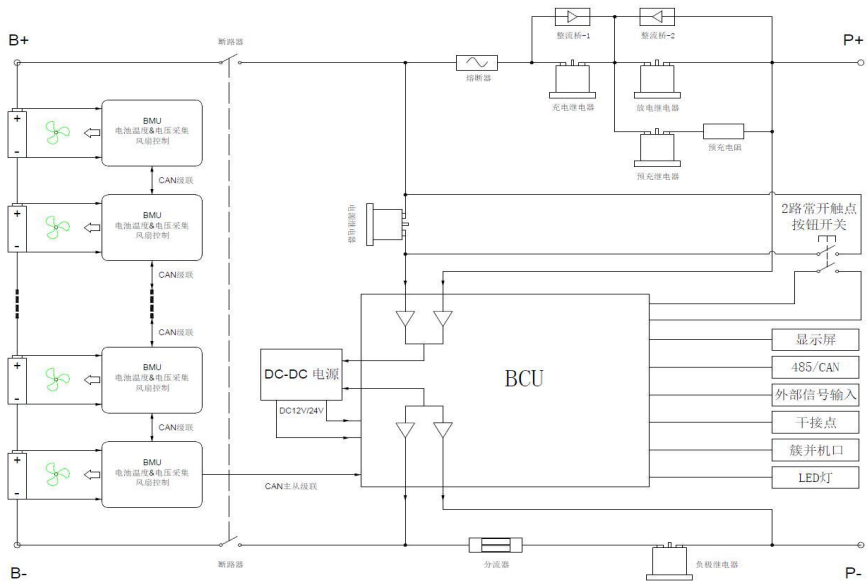 整流桥-1
整流桥-2
B+
断路器
P+
熔断器
充电继电器
放电继电器
+
-
BMU
电池温度&电压采集
风扇控制
预充继电器
预充电阻
CAN级联
+
-
BMU
电池温度&电压采集
风扇控制
电源继电器
2路常开触点
按钮开关
CAN级联
CAN级联
显示屏
+
-
BMU
电池温度&电压采集
风扇控制
DC-DC 电源
BCU
485/CAN
外部信号输入
DC12V/24V
干接点
CAN级联
簇并机口
+
-
BMU
电池温度&电压采集
风扇控制
LED灯
CAN主从级联
B-
断路器
分流器
负极继电器
P-